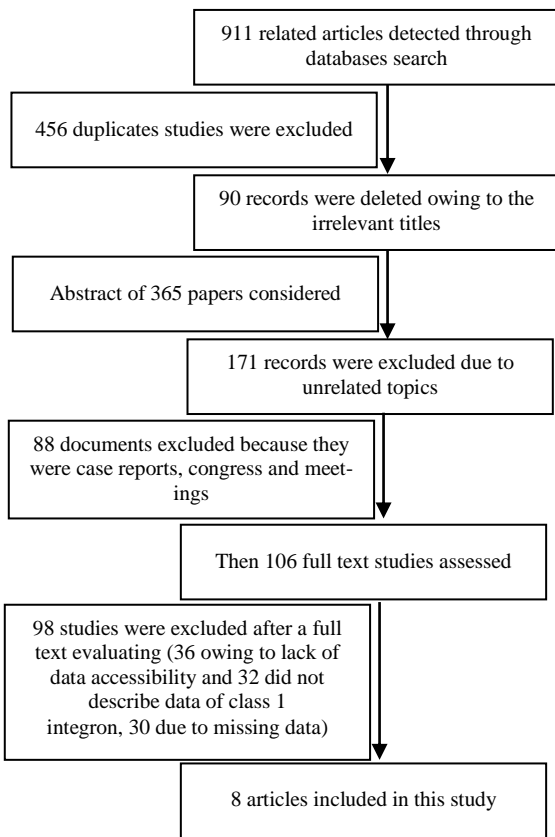 911 related articles detected through
databases search
456 duplicates studies were excluded
90 records were deleted owing to the
irrelevant titles
Abstract of 365 papers considered
171 records were excluded due to
unrelated topics
88 documents excluded because they
were case reports, congress and meet-
ings
Then 106 full text studies assessed
98 studies were excluded after a full
text evaluating (36 owing to lack of
data accessibility and 32 did not
describe data of class 1
integron, 30 due to missing data)
8 articles included in this study